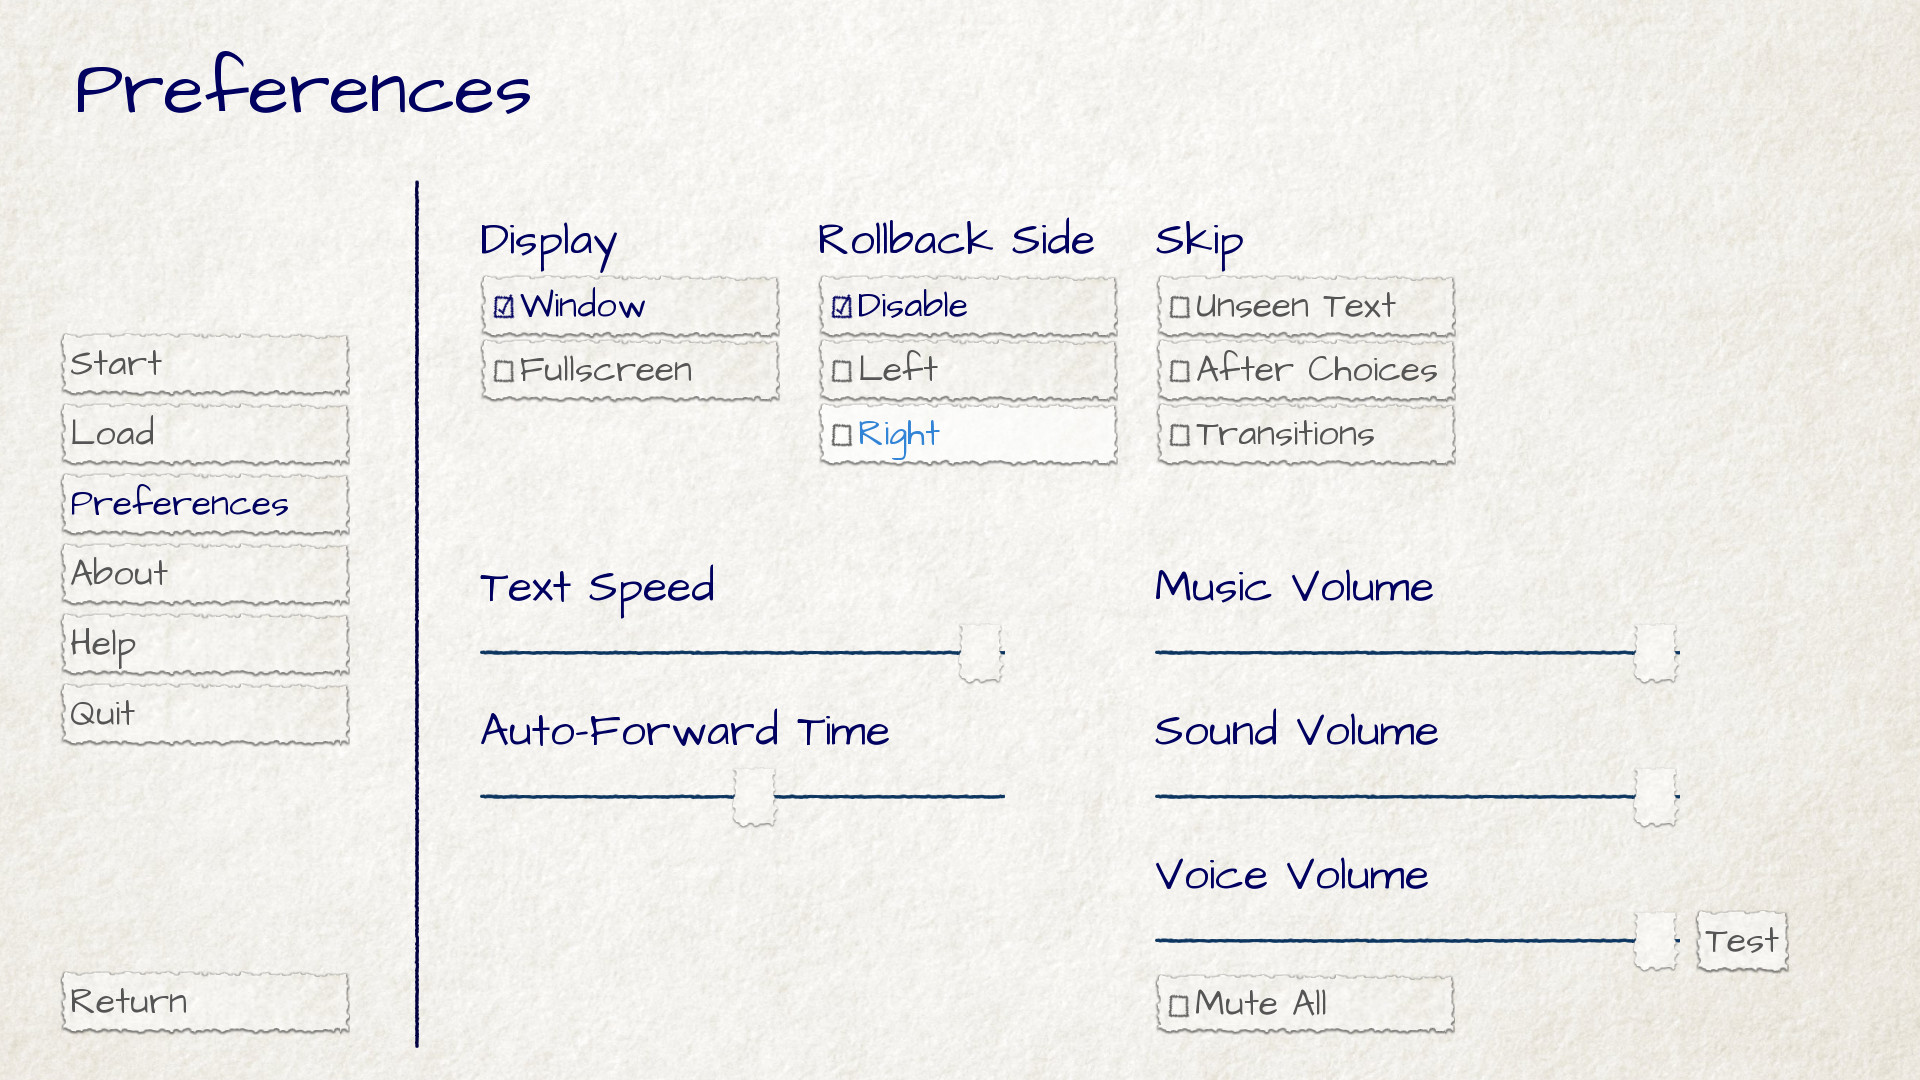 Preferences
Start
Load
Preferences
About
Help
Quit
Return
Display
Window
Fullscreen
Rollback Side
Disable
Left
Right
Skip
Unseen Text
After Choices
Transitions
Text Speed
Auto-Forward Time
Music Volume
Sound Volume
Voice Volume
Test
Mute All